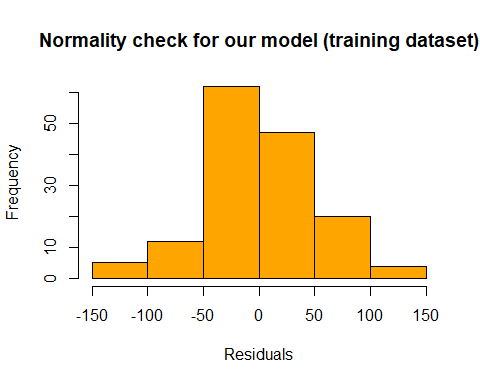 Normality check for our model (training dataset)
Frequency
50
30
10
0
-150 -100 -50 0 50 100 150
Residuals